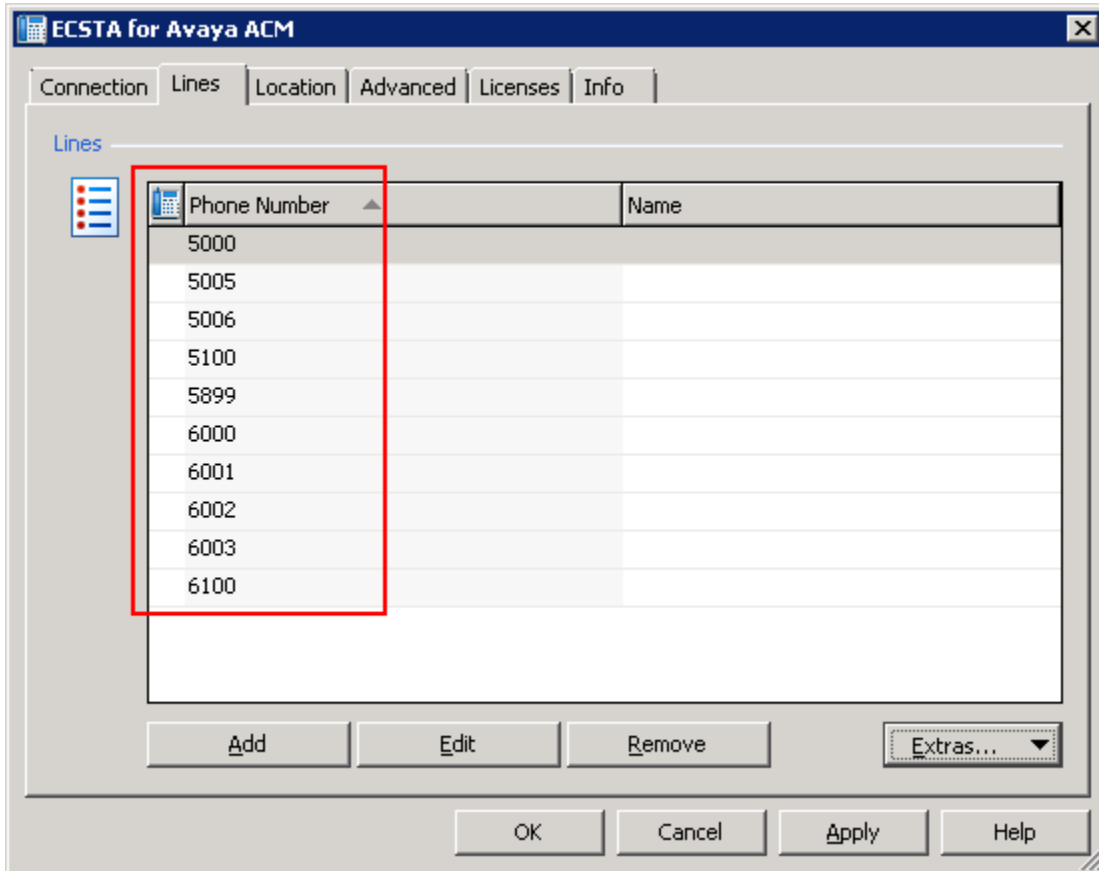 ECSTA for Avaya ACM
Connection Lines Location Advanced Licenses Info
Lines
Phone Number Name
5000
5005
5006
5100
5899
6000
6001
6002
6003
6100
Add Edit Remove Extras...
OK Cancel Apply Help